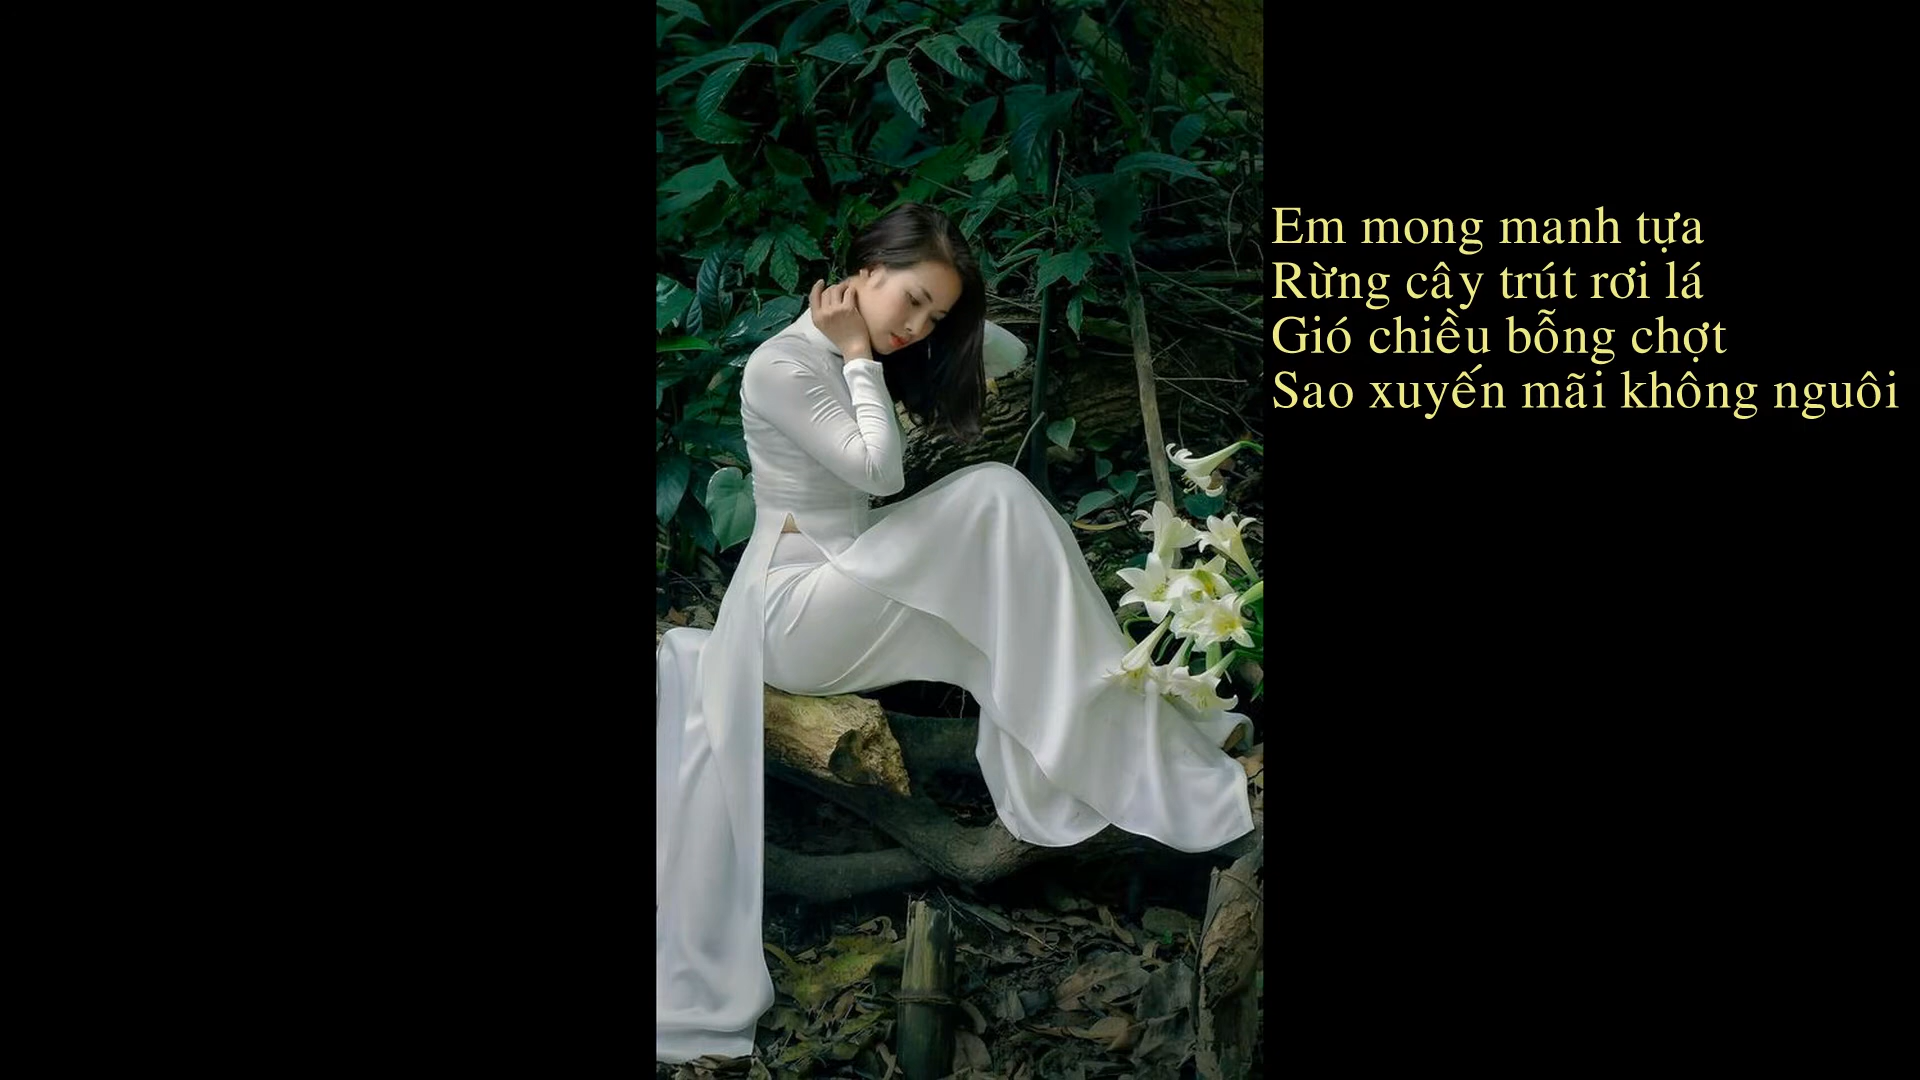 Em mong manh tựa
Rừng cây trút rơi lá
Gió chiều bỗng chợt
Sao xuyến mãi không nguôi